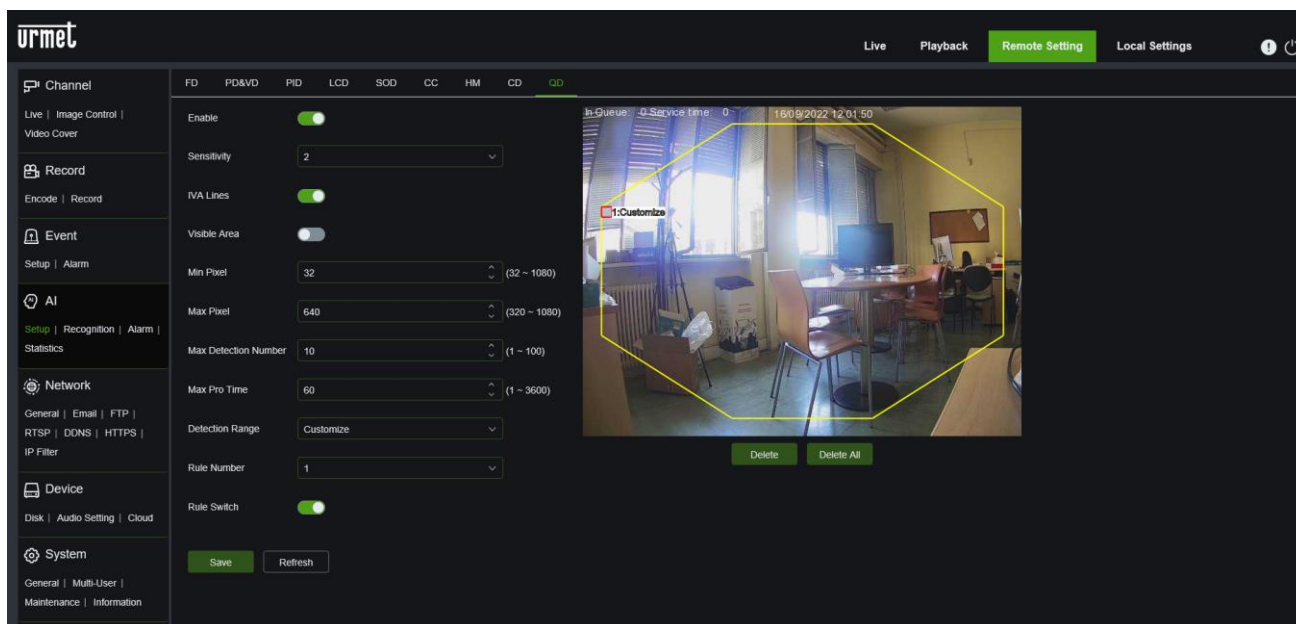 urmet
Live Playback Remote Setting Local Settings
Channel
Live | Image Control |
Video Cover
Record
Encode | Record
Event
Setup | Alarm
AI
Setup | Recognition | Alarm |
Statistics
Network
General | Email | FTP |
RTSP | DDNS | HTTPS |
IP Filter
Device
Disk | Audio Setting | Cloud
System
General | Multi-User |
Maintenance | Information
FD PD&VD PID LCD SOD CC HM CD QD
Enable
Sensitivity 2
IVA Lines
Visible Area
Min Pixel 32 (32 ~ 1080)
Max Pixel 640 (320 ~ 1080)
Max Detection Number 10 (1 ~ 100)
Max Pro Time 60 (1 ~ 3600)
Detection Range Customize
Rule Number 1
Rule Switch
Save Refresh
In Queue: 0 Service time: 0 16/09/2022 12:01:50
1:Customize
Delete Delete All